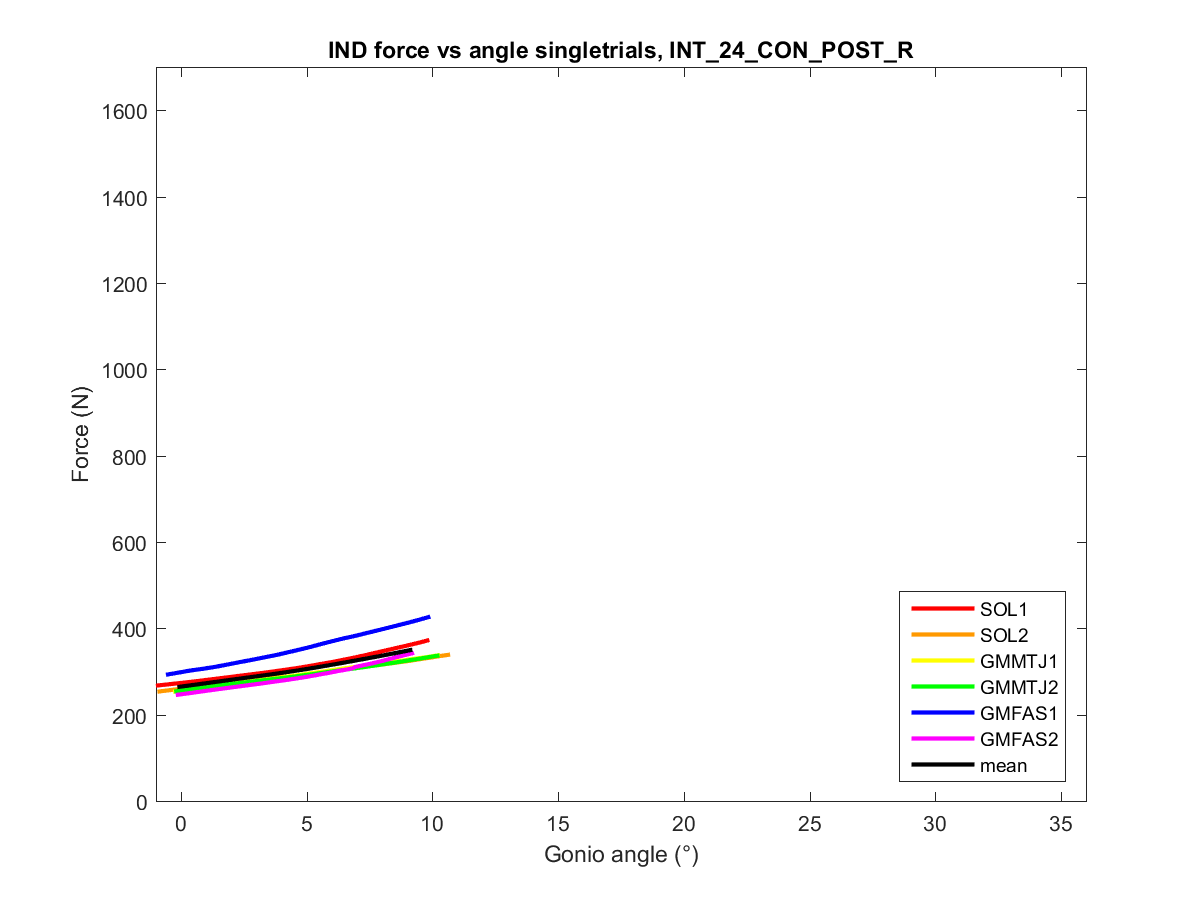 IND force vs angle singletrials, INT_24_CON_POST_R
1600
1400
1200
1000
800
600
400
200
0
Force (N)
0 5 10 15 20 25 30 35
Gonio angle (°)
SOL1
SOL2
GMMTJ1
GMMTJ2
GMFAS1
GMFAS2
mean